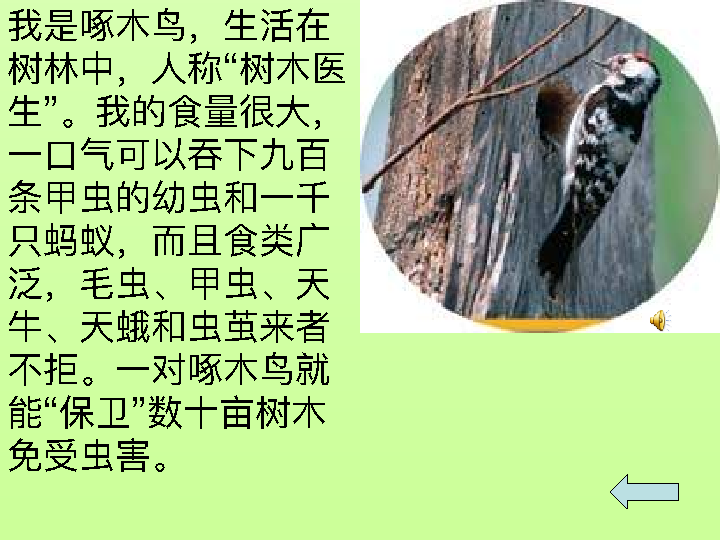 我是啄木鸟，生活在
树林中，人称“树木医
生”。我的食量很大，
一口气可以吞下九百
条甲虫的幼虫和一千
只蚂蚁，而且食类广
泛，毛虫、甲虫、天
牛、天蛾和虫茧来者
不拒。一对啄木鸟就
能“保卫”数十亩树木
免受虫害。